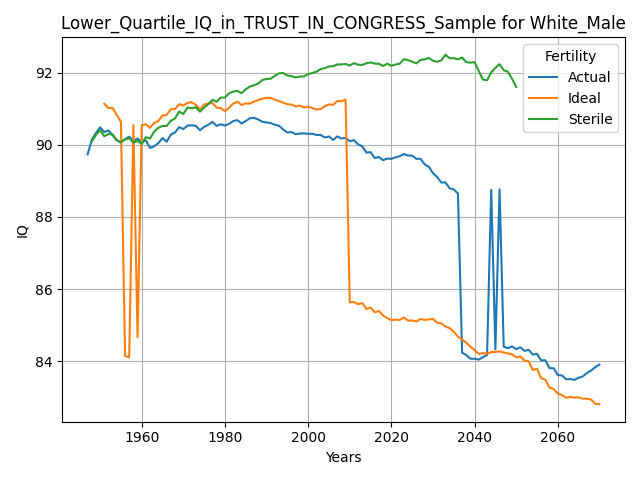 Lower_Quartile_IQ_in_TRUST_IN_CONGRESS_Sample for White_Male
Fertility
Actual
Ideal
Sterile
IQ
92
90
88
86
84
1960
1980
2000
2020
2040
2060
Years